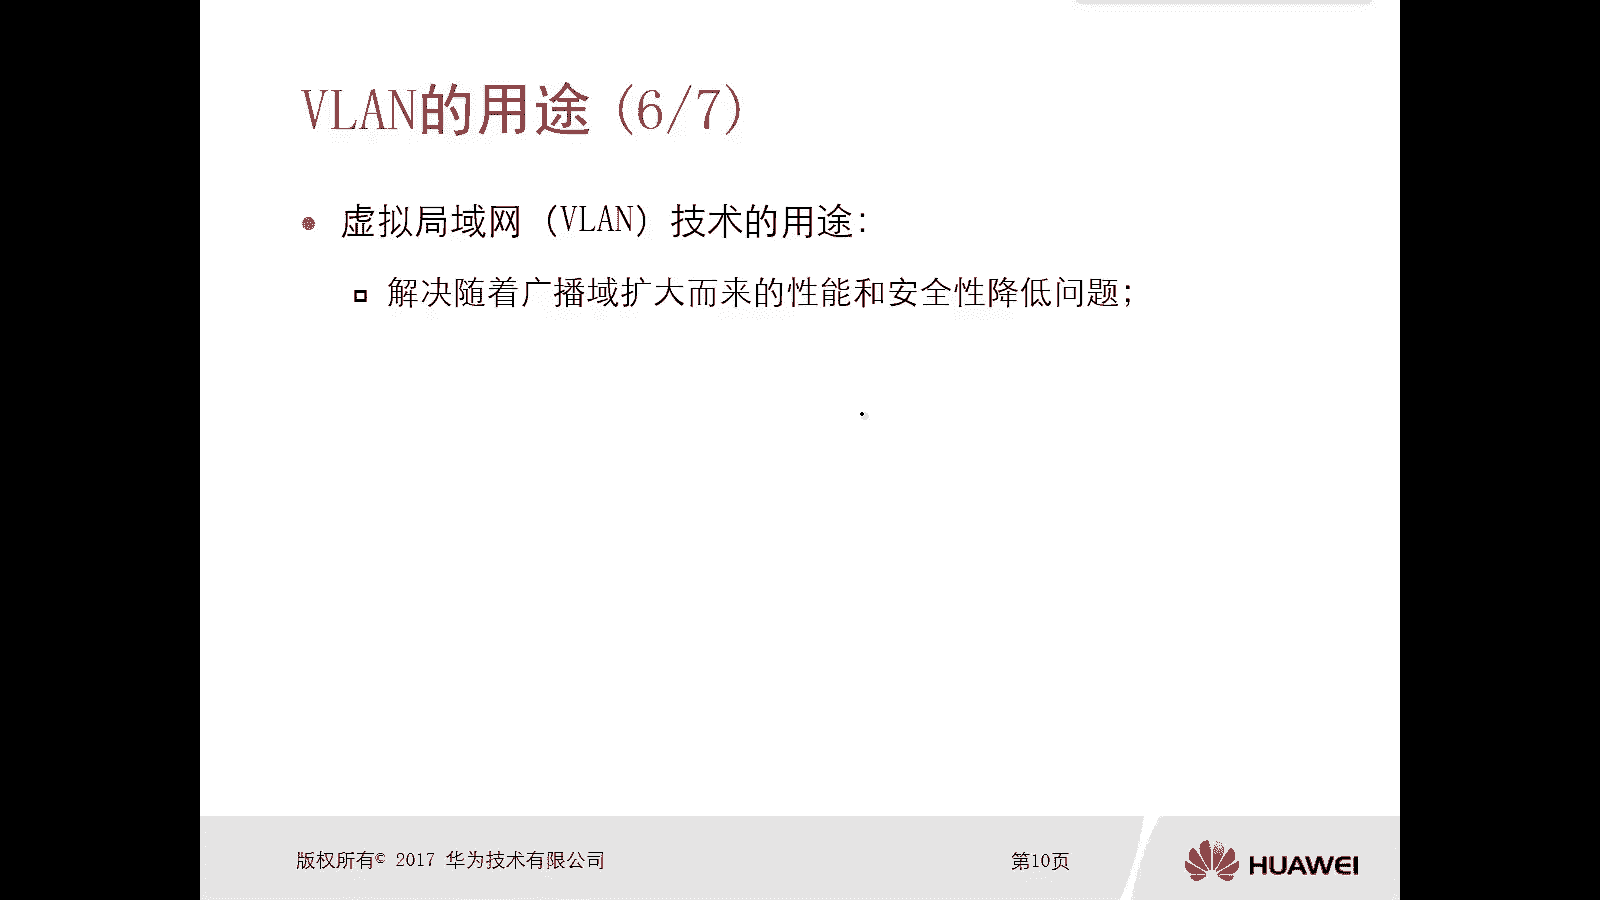 VLAN的用途 (6/7)
虚拟局域网（VLAN）技术的用途：
解决随着广播域扩大而来的性能和安全性降低问题；
版权所有© 2017 华为技术有限公司
第10页
HUAWEI